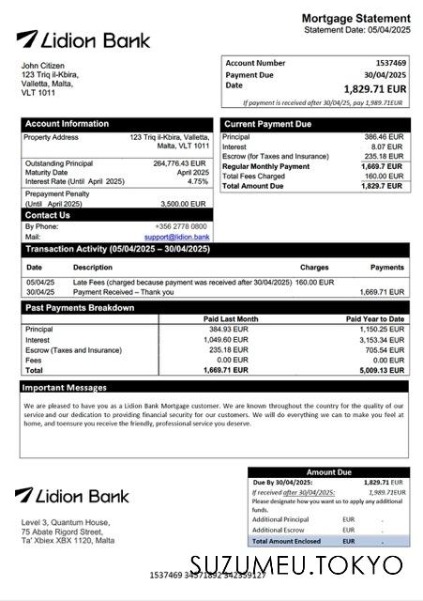 Mortgage Statement
Statement Date: 05/04/2025
Lidion Bank
John Citizen
123 Triq il-Kbira,
Valletta, Malta,
VLT 1011
Account Number 1537469
Payment Due Date 30/04/2025
1,829.71 EUR
If payment is received after 30/04/25, pay 1,989.71EUR
Account Information
Property Address 123 Triq il-Kbira, Valletta, Malta, VLT 1011
Outstanding Principal 264,776.43 EUR
Maturity Date April 2025
Interest Rate (Until April 2025) 4.75%
Prepayment Penalty
(Until April 2025) 3,500.00 EUR
Contact Us
By Phone: +356 2778 0800
Mail: support@lidion.bank
Current Payment Due
Principal 386.46 EUR
Interest 8.07 EUR
Escrow (for Taxes and Insurance) 235.18 EUR
Regular Monthly Payment 1,669.7 EUR
Total Fees Charged 160.00 EUR
Total Amount Due 1,829.7 EUR
Transaction Activity (05/04/2025 – 30/04/2025)
Date Description Charges Payments
05/04/25 Late Fees (charged because payment was received after 30/04/2025) 160.00 EUR
30/04/25 Payment Received – Thank you 1,669.71 EUR
Past Payments Breakdown
Paid Last Month Paid Year to Date
Principal 384.93 EUR 1,150.25 EUR
Interest 1,049.60 EUR 3,153.34 EUR
Escrow (Taxes and Insurance) 235.18 EUR 705.54 EUR
Fees 0.00 EUR 0.00 EUR
Total 1,669.71 EUR 5,009.13 EUR
Important Messages
We are pleased to have you as a Lidion Bank Mortgage customer. We are known throughout the country for the quality of our
service and our dedication to providing financial security for our customers. We will do everything we can to make you feel at
home, and toensure you receive the friendly, professional service you deserve.
Lidion Bank
Level 3, Quantum House,
75 Abate Rigord Street,
Ta' Xbiex XBX 1120, Malta
Amount Due
Due By 30/04/2025: 1,829.71 EUR
If received after 30/04/2025: 1,989.71EUR
Please designate how you want us to apply any additional
funds.
Additional Principal EUR .
Additional Escrow EUR .
Total Amount Enclosed EUR .
SUZUMEU.TOKYO
1537469 34571892 342359127